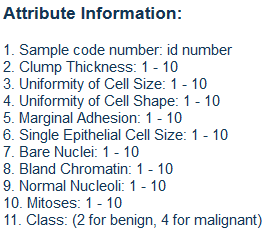 Attribute Information:
1. Sample code number: id number
2. Clump Thickness: 1 - 10
3. Uniformity of Cell Size: 1 - 10
4. Uniformity of Cell Shape: 1 - 10
5. Marginal Adhesion: 1 - 10
6. Single Epithelial Cell Size: 1 - 10
7. Bare Nuclei: 1 - 10
8. Bland Chromatin: 1 - 10
9. Normal Nucleoli: 1 - 10
10. Mitoses: 1 - 10
11. Class: (2 for benign, 4 for malignant)